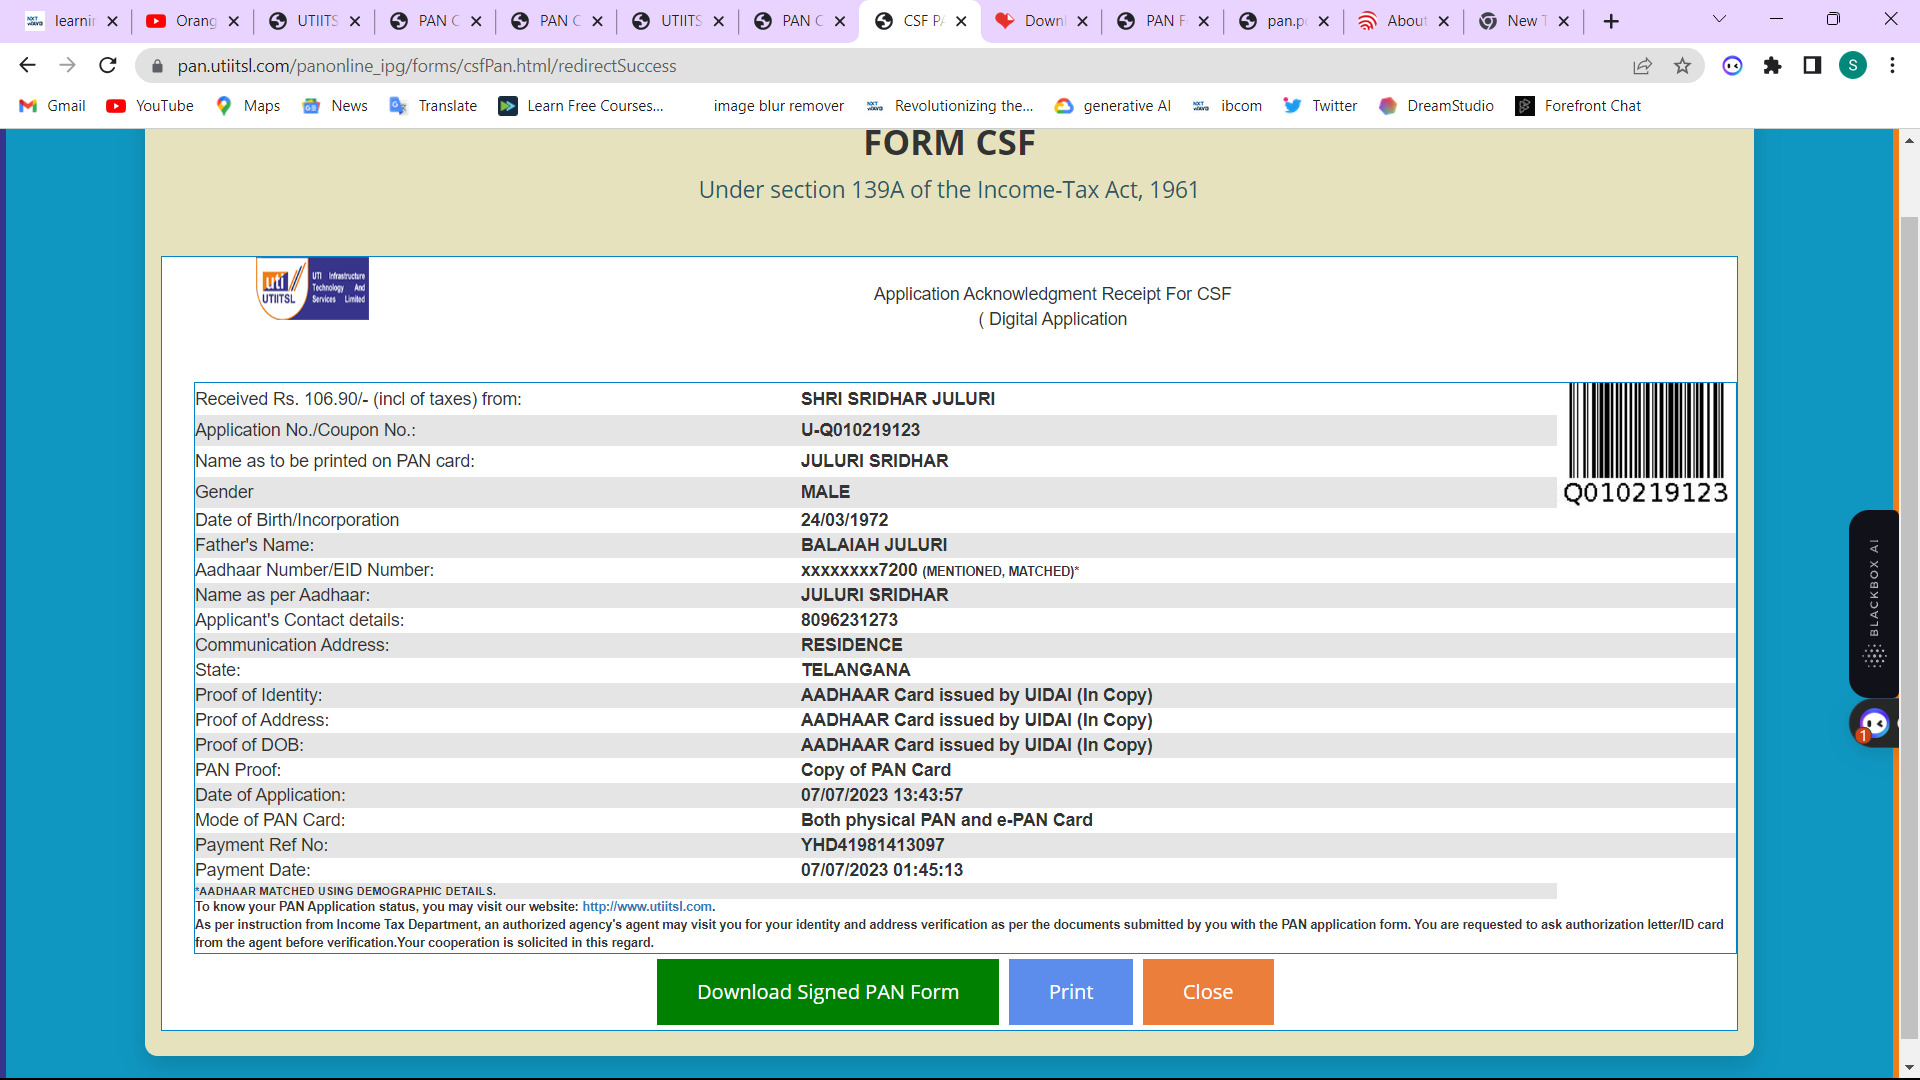 learnin
Orang
UTIITS
PAN C
PAN C
UTIITS
PAN C
CSF PA
Downl
PAN F
pan.p
About
New T
pan.utiitsl.com/panonline_ipg/forms/csfPan.html/redirectSuccess
S
Gmail
YouTube
Maps
News
Translate
Learn Free Courses...
image blur remover
Revolutionizing the...
generative AI
ibcom
Twitter
DreamStudio
Forefront Chat
FORM CSF
Under section 139A of the Income-Tax Act, 1961
uti
UTIITSL
UTI Infrastructure
Technology And
Services Limited
Application Acknowledgment Receipt For CSF
( Digital Application
Received Rs. 106.90/- (incl of taxes) from: SHRI SRIDHAR JULURI
Application No./Coupon No.: U-Q010219123
Name as to be printed on PAN card: JULURI SRIDHAR
Gender MALE
Q010219123
Date of Birth/Incorporation 24/03/1972
Father's Name: BALAIAH JULURI
Aadhaar Number/EID Number: xxxxxxxx7200 (MENTIONED, MATCHED)*
Name as per Aadhaar: JULURI SRIDHAR
Applicant's Contact details: 8096231273
Communication Address: RESIDENCE
State: TELANGANA
Proof of Identity: AADHAAR Card issued by UIDAI (In Copy)
Proof of Address: AADHAAR Card issued by UIDAI (In Copy)
Proof of DOB: AADHAAR Card issued by UIDAI (In Copy)
PAN Proof: Copy of PAN Card
Date of Application: 07/07/2023 13:43:57
Mode of PAN Card: Both physical PAN and e-PAN Card
Payment Ref No: YHD41981413097
Payment Date: 07/07/2023 01:45:13
*AADHAAR MATCHED USING DEMOGRAPHIC DETAILS.
To know your PAN Application status, you may visit our website: http://www.utiitsl.com.
As per instruction from Income Tax Department, an authorized agency's agent may visit you for your identity and address verification as per the documents submitted by you with the PAN application form. You are requested to ask authorization letter/ID card
from the agent before verification.Your cooperation is solicited in this regard.
Download Signed PAN Form
Print
Close
BLACKBOX AI
1